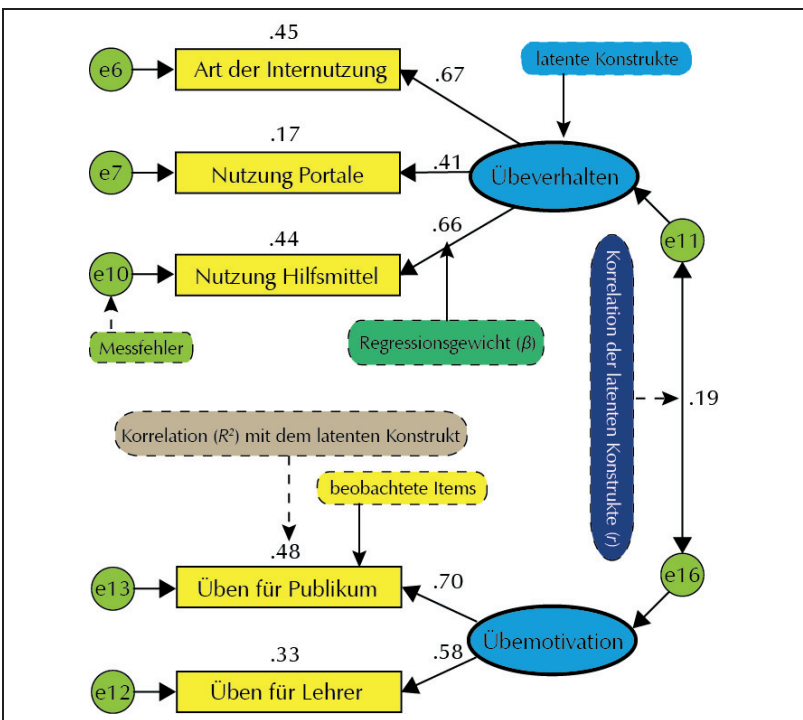 .45
e6
Art der Internutzung
.67
latente Konstrukte
.17
e7
Nutzung Portale
.41
Übeverhalten
.44
.66
e11
e10
Nutzung Hilfsmittel
Messfehler
Regressionsgewicht (β)
Korrelation der latenten Konstrukte (r)
.19
Korrelation (R²) mit dem latenten Konstrukt
beobachtete Items
.48
e13
Üben für Publikum
.70
e16
Übemotivation
.33
.58
e12
Üben für Lehrer